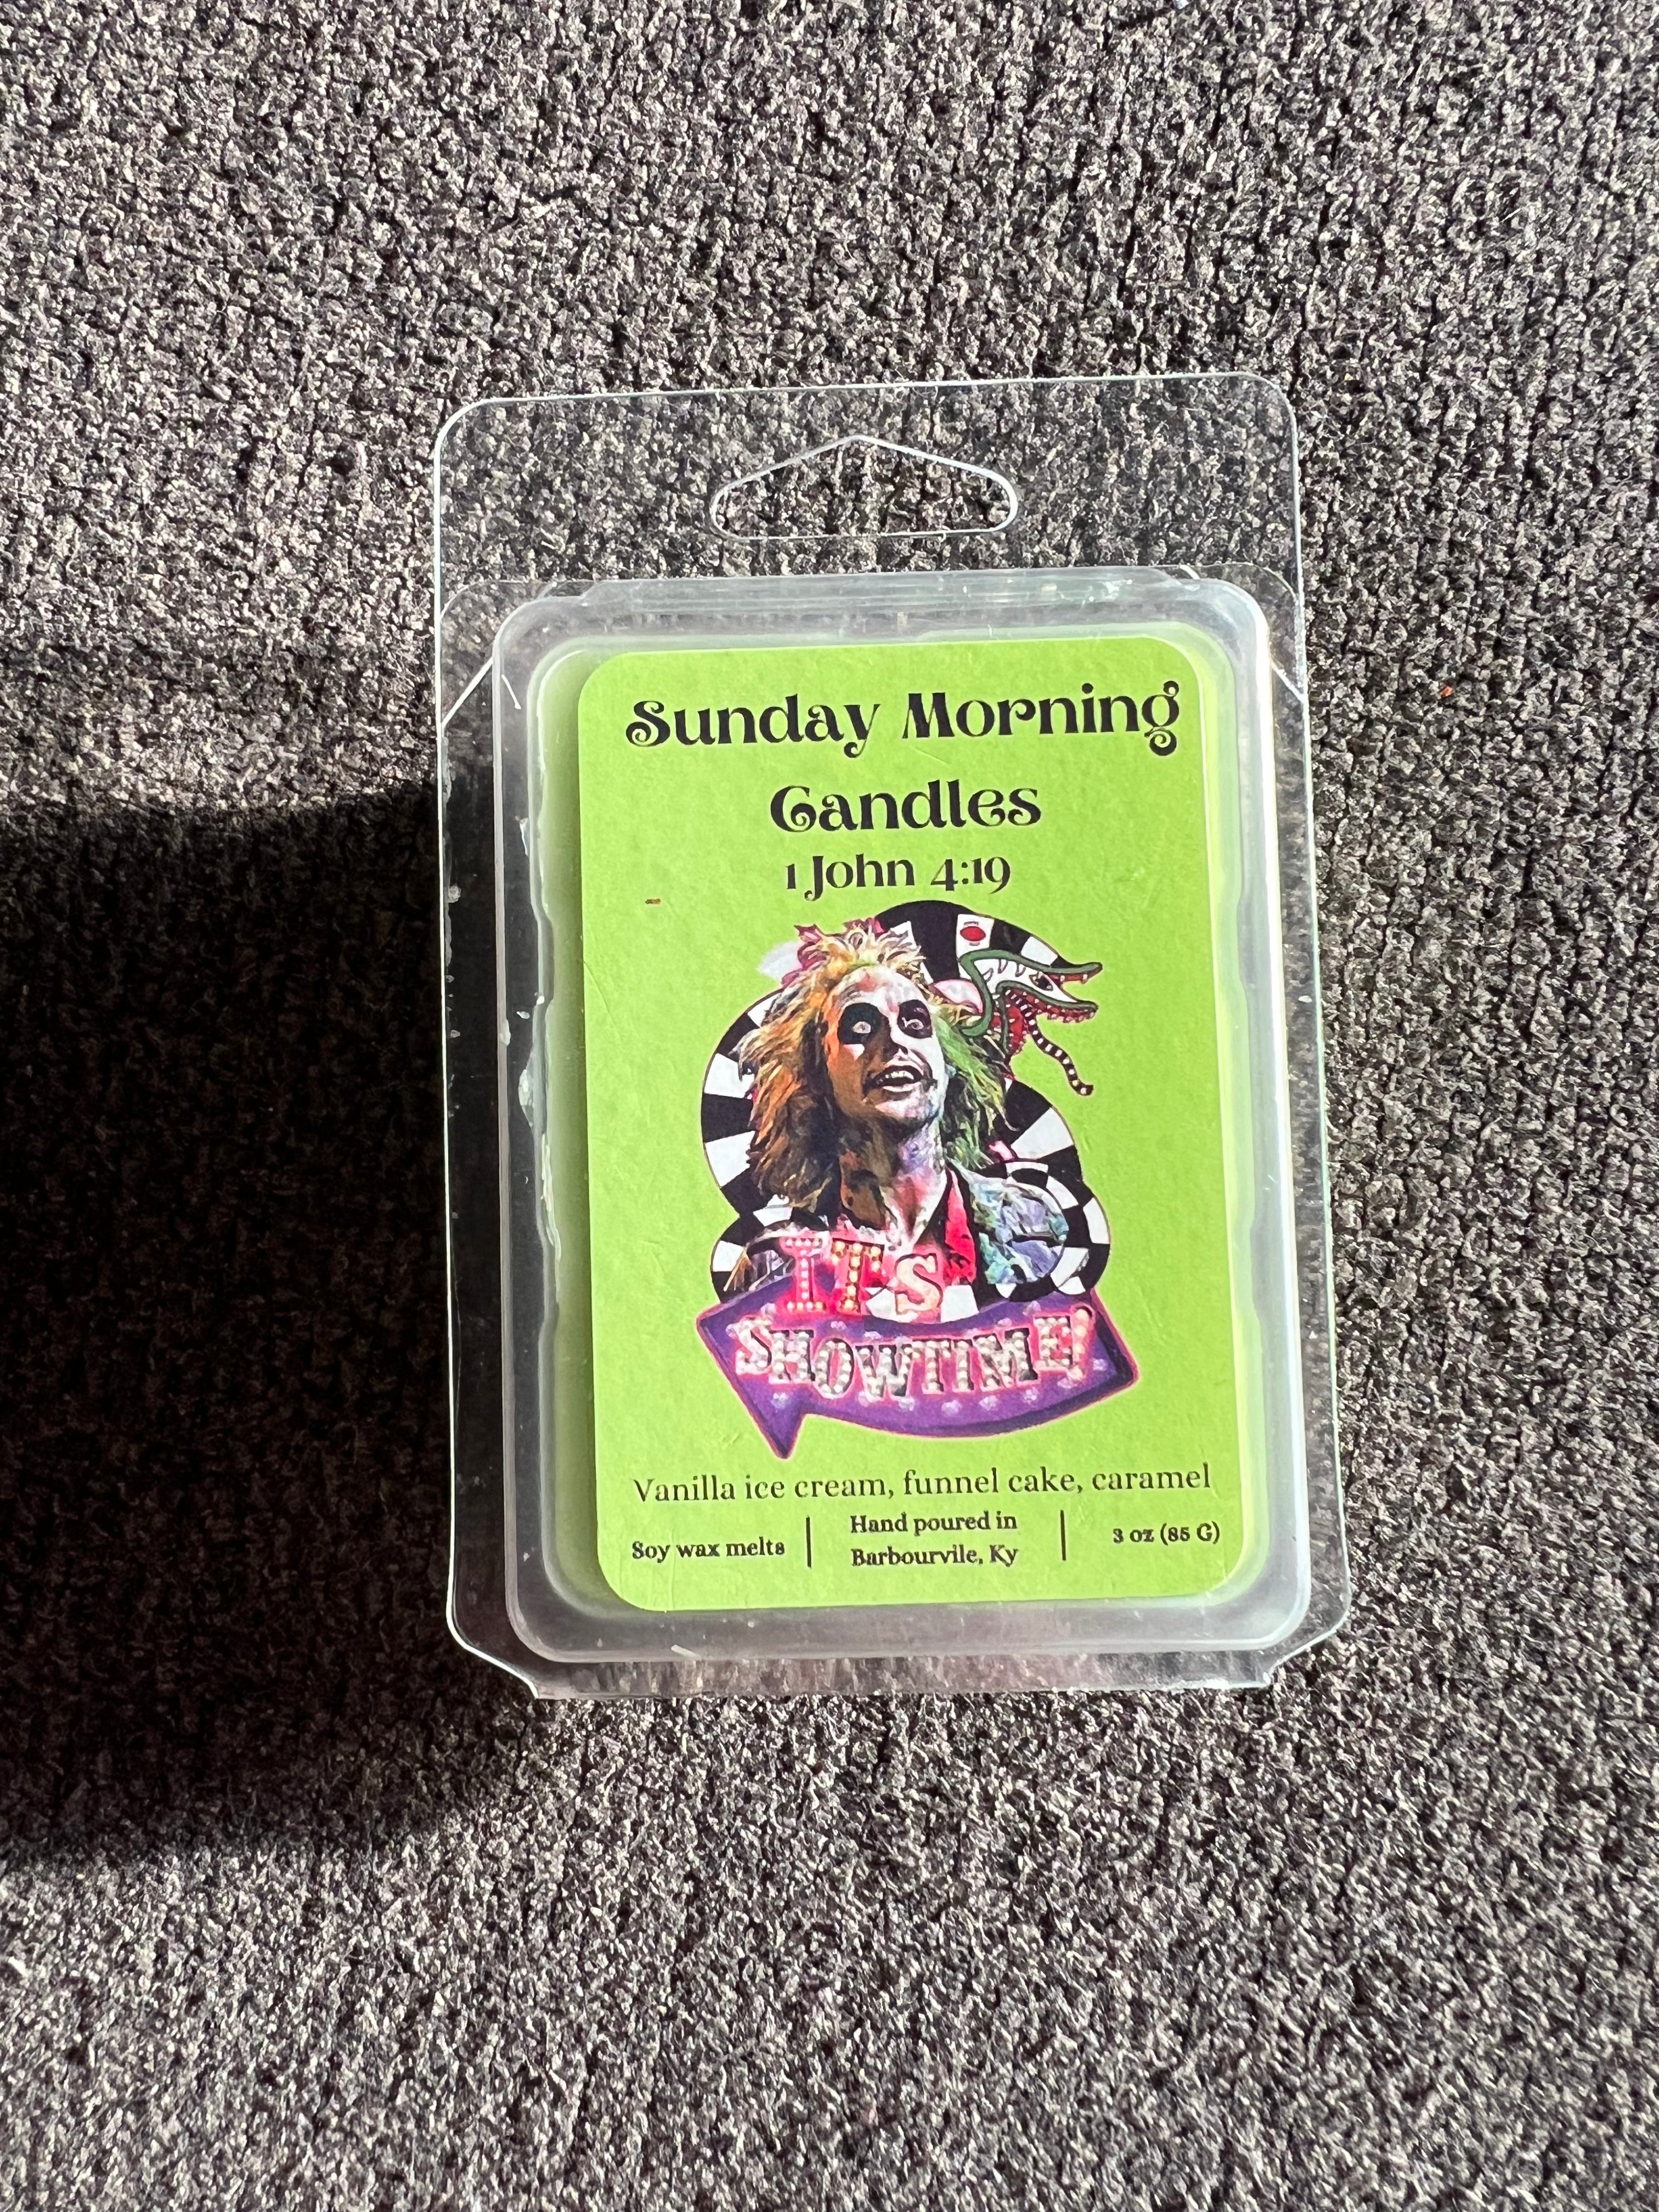 Sunday Morning
Candles
1 John 4:19
IT'S
SHOWTIME!
Vanilla ice cream, funnel cake, caramel
Soy wax melts
Hand poured in
Barbourvile, Ky
3 oz (85 G)